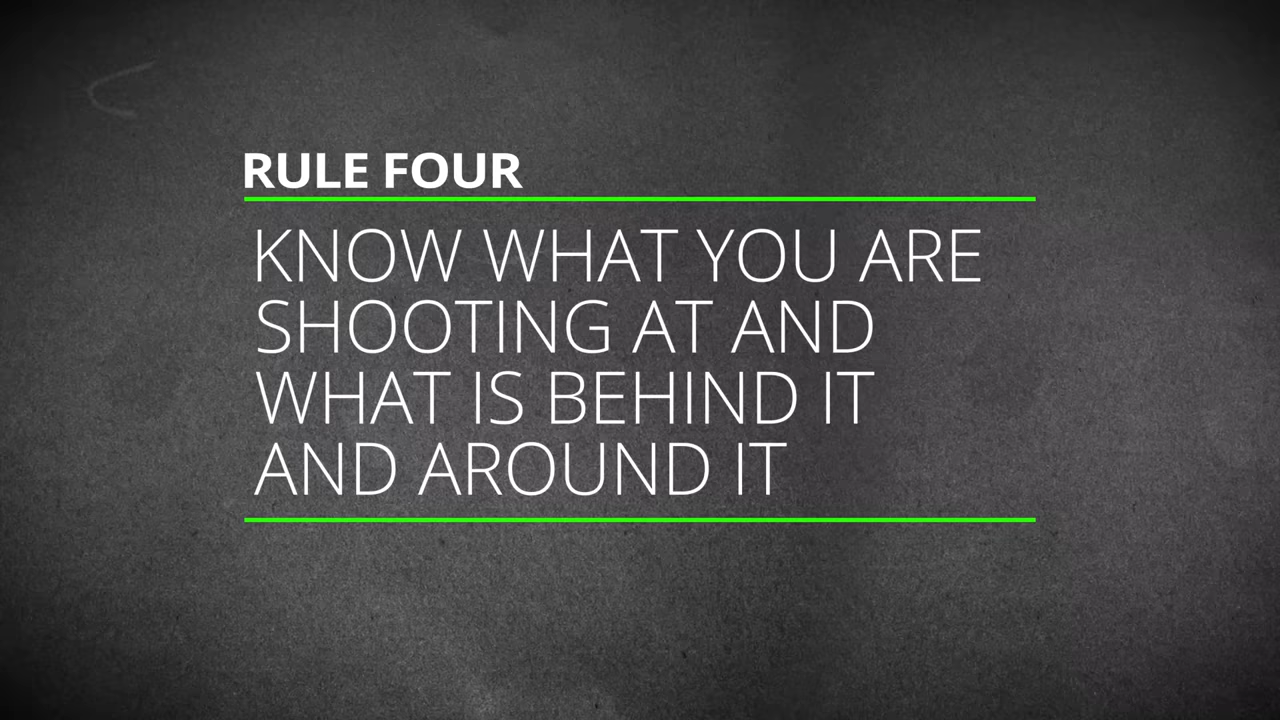 RULE FOUR
KNOW WHAT YOU ARE
SHOOTING AT AND
WHAT IS BEHIND IT
AND AROUND IT